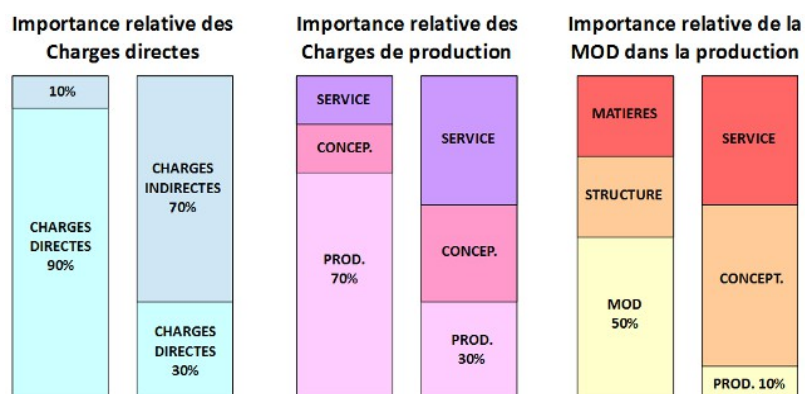 Importance relative des
Charges directes
10%
CHARGES
DIRECTES
90%
CHARGES
INDIRECTES
70%
CHARGES
DIRECTES
30%
Importance relative des
Charges de production
SERVICE
CONCEP.
PROD.
70%
SERVICE
CONCEP.
PROD.
30%
Importance relative de la
MOD dans la production
MATIERES
STRUCTURE
MOD
50%
SERVICE
CONCEPT.
PROD. 10%